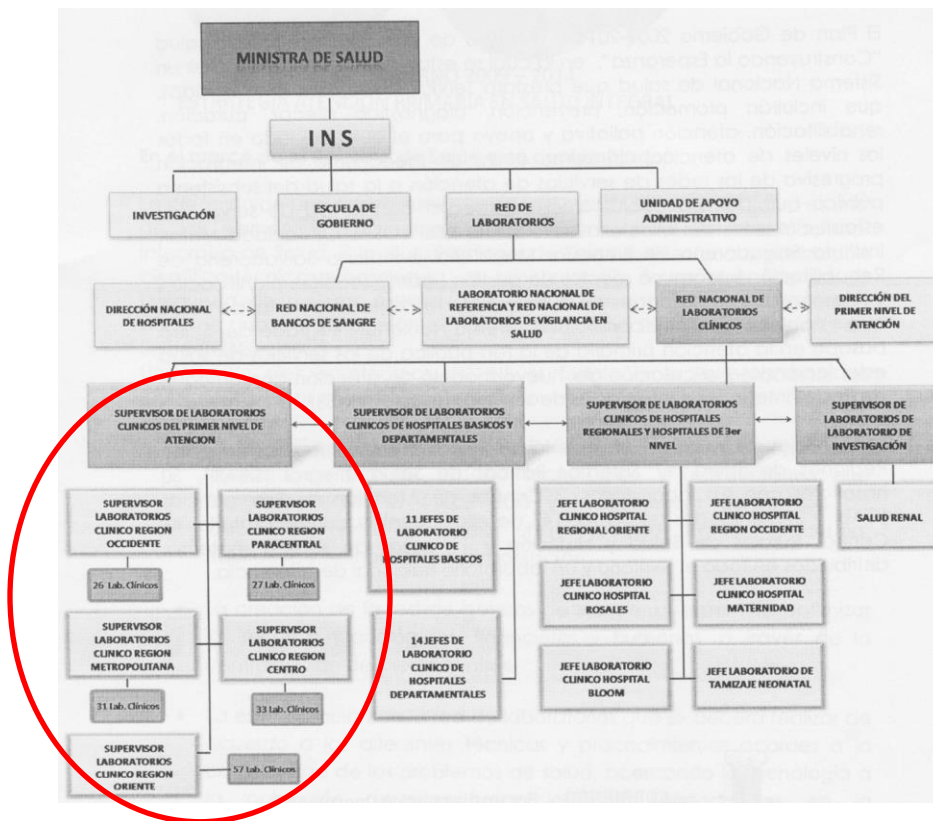 MINISTRA DE SALUD
INS
INVESTIGACIÓN
ESCUELA DE
GOBIERNO
RED DE
LABORATORIOS
UNIDAD DE APOYO
ADMINISTRATIVO
DIRECCIÓN NACIONAL
DE HOSPITALES
RED NACIONAL DE
BANCOS DE SANGRE
LABORATORIO NACIONAL DE
REFERENCIA Y RED NACIONAL DE
LABORATORIOS DE VIGILANCIA EN
SALUD
RED NACIONAL DE
LABORATORIOS
CLÍNICOS
DIRECCIÓN DEL
PRIMER NIVEL DE
ATENCIÓN
SUPERVISOR DE LABORATORIOS
CLINICOS DEL PRIMER NIVEL DE
ATENCION
SUPERVISOR DE LABORATORIOS
CLINICOS DE HOSPITALES BASICOS Y
DEPARTAMENTALES
SUPERVISOR DE LABORATORIOS
CLINICOS DE HOSPITALES
REGIONALES Y HOSPITALES DE 3er
NIVEL
SUPERVISOR DE
LABORATORIOS DE
LABORATORIO DE
INVESTIGACIÓN
SUPERVISOR
LABORATORIOS
CLINICO REGION
OCCIDENTE
26 Lab. Clínicos
SUPERVISOR
LABORATORIOS
CLINICO REGION
PARACENTRAL
27 Lab. Clínicos
SUPERVISOR
LABORATORIOS
CLINICO REGION
METROPOLITANA
31 Lab. Clínicos
SUPERVISOR
LABORATORIOS
CLINICO REGION
CENTRO
33 Lab. Clínicos
SUPERVISOR
LABORATORIOS
CLINICO REGION
ORIENTE
57 Lab. Clínicos
11 JEFES DE
LABORATORIO
CLINICO DE
HOSPITALES BASICOS
14 JEFES DE
LABORATORIO
CLINICO DE
HOSPITALES
DEPARTAMENTALES
JEFE LABORATORIO
CLINICO HOSPITAL
REGIONAL ORIENTE
JEFE LABORATORIO
CLINICO HOSPITAL
REGION OCCIDENTE
JEFE LABORATORIO
CLINICO HOSPITAL
ROSALES
JEFE LABORATORIO
CLINICO HOSPITAL
MATERNIDAD
JEFE LABORATORIO
CLINICO HOSPITAL
BLOOM
JEFE LABORATORIO DE
TAMIZAJE NEONATAL
SALUD RENAL